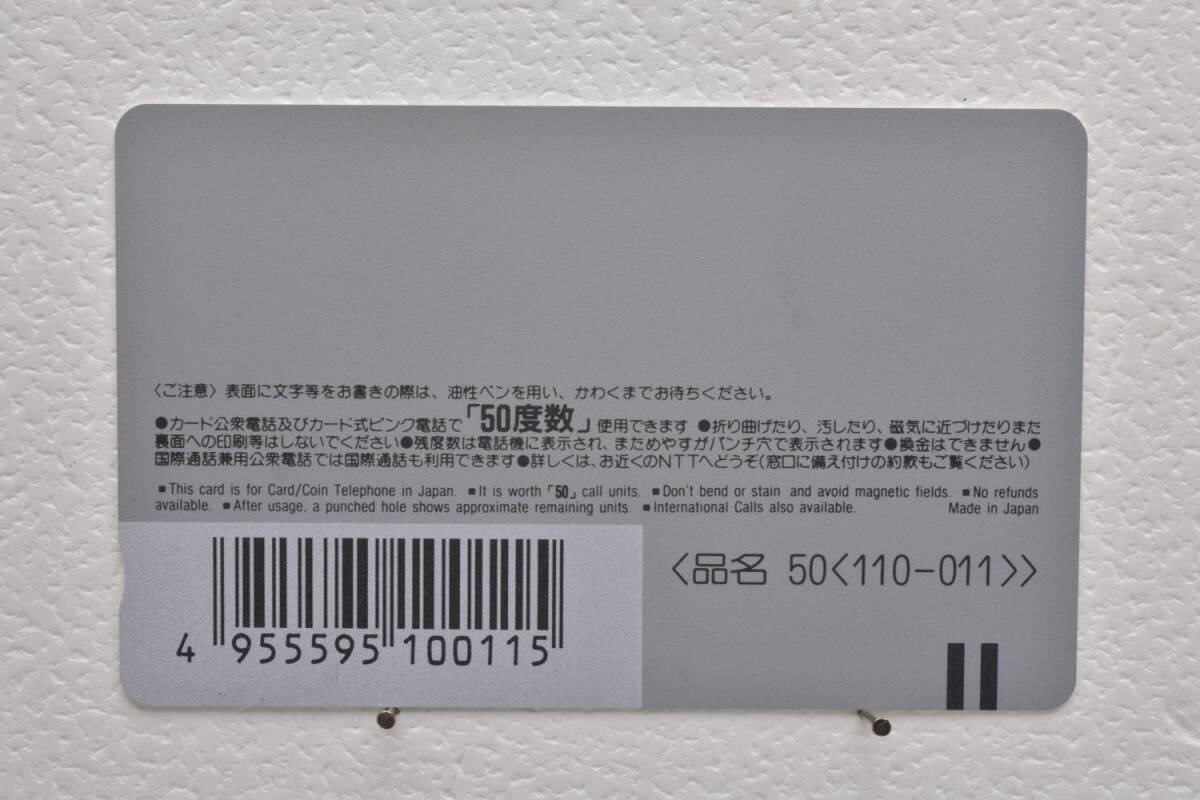 〈ご注意〉表面に文字等をお書きの際は、油性ペンを用い、かわくまでお待ちください。
●カード公衆電話及びカード式ピンク電話で「50度数」使用できます ●折り曲げたり、汚したり、磁気に近づけたりまた
裏面への印刷等はしないでください●残度数は電話機に表示され、まためやすがパンチ穴で表示されます●換金はできません●
国際通話兼用公衆電話では国際通話も利用できます●詳しくは、お近くのNTTへどうぞ(窓口に備え付けの約款もご覧ください)
■This card is for Card/Coin Telephone in Japan. ■It is worth「50」call units. ■Don't bend or stain and avoid magnetic fields. ■No refunds
available. ■After usage, a punched hole shows approximate remaining units. ■International Calls also available. Made in Japan
〈品名 50〈110-011〉〉
4 955595 100115